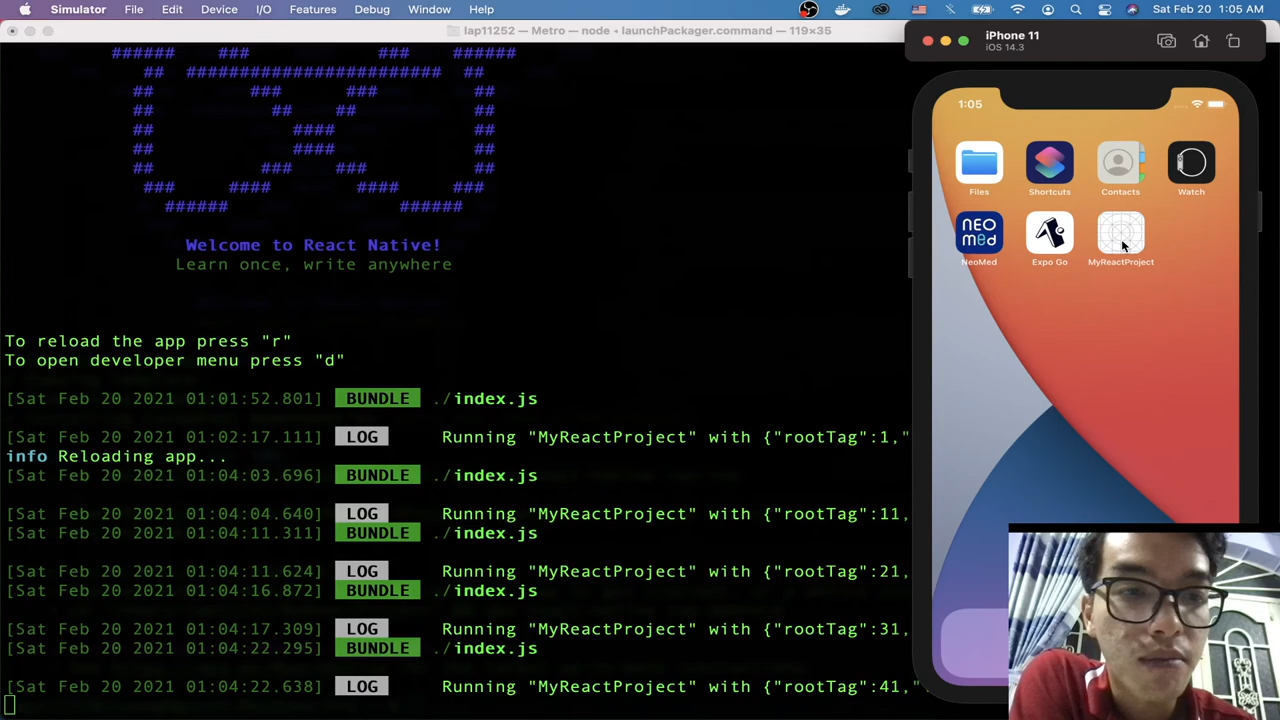 Simulator File Edit Device I/O Features Debug Window Help Sat Feb 20 1:05 AM
lap11252 — Metro — node ◂ launchPackager.command — 119×35
###### ### ### ######
## ######################## ##
## ### ### ##
## ## ## ##
## #### ##
## #### ##
## ### ### ##
### #### #### ###
###### ######
Welcome to React Native!
Learn once, write anywhere
To reload the app press "r"
To open developer menu press "d"
[Sat Feb 20 2021 01:01:52.801] BUNDLE ./index.js
[Sat Feb 20 2021 01:02:17.111] LOG Running "MyReactProject" with {"rootTag":1,"
info Reloading app...
[Sat Feb 20 2021 01:04:03.696] BUNDLE ./index.js
[Sat Feb 20 2021 01:04:04.640] LOG Running "MyReactProject" with {"rootTag":11,
[Sat Feb 20 2021 01:04:11.311] BUNDLE ./index.js
[Sat Feb 20 2021 01:04:11.624] LOG Running "MyReactProject" with {"rootTag":21,
[Sat Feb 20 2021 01:04:16.872] BUNDLE ./index.js
[Sat Feb 20 2021 01:04:17.309] LOG Running "MyReactProject" with {"rootTag":31,
[Sat Feb 20 2021 01:04:22.295] BUNDLE ./index.js
[Sat Feb 20 2021 01:04:22.638] LOG Running "MyReactProject" with {"rootTag":41,"
iPhone 11
iOS 14.3
1:05
Files Shortcuts Contacts Watch
NEO
med
NeoMed Expo Go MyReactProject